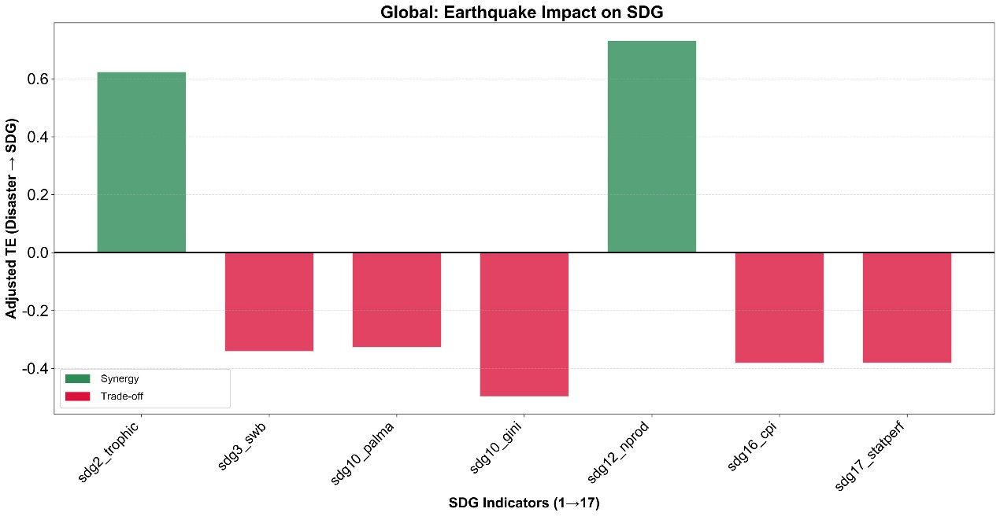 Global: Earthquake Impact on SDG
Adjusted TE (Disaster → SDG)
0.6
0.4
0.2
0.0
-0.2
-0.4
Synergy
Trade-off
sdg2_trophic
sdg3_swb
sdg10_palma
sdg10_gini
sdg12_nprod
sdg16_cpi
sdg17_statperf
SDG Indicators (1→17)